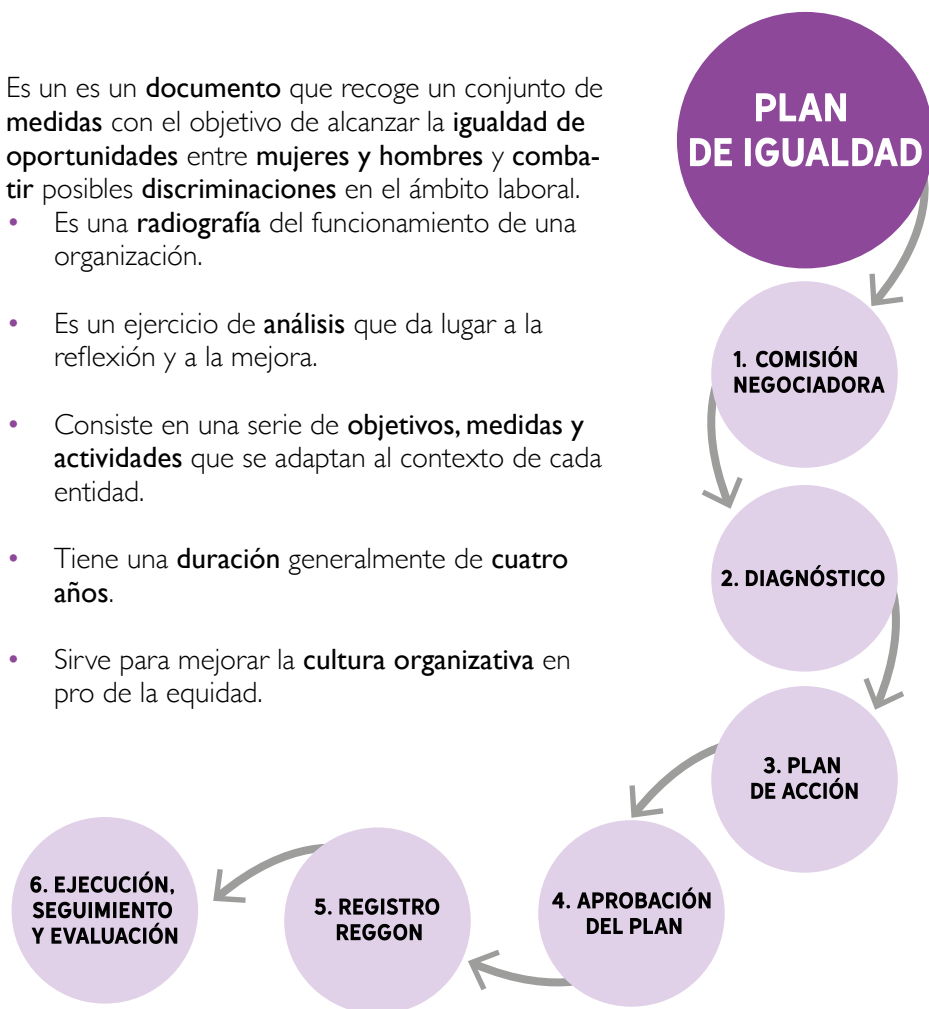 Es un es un documento que recoge un conjunto de
medidas con el objetivo de alcanzar la igualdad de
oportunidades entre mujeres y hombres y comba-
tir posibles discriminaciones en el ámbito laboral.
• Es una radiografía del funcionamiento de una
organización.
• Es un ejercicio de análisis que da lugar a la
reflexión y a la mejora.
• Consiste en una serie de objetivos, medidas y
actividades que se adaptan al contexto de cada
entidad.
• Tiene una duración generalmente de cuatro
años.
• Sirve para mejorar la cultura organizativa en
pro de la equidad.
PLAN
DE IGUALDAD
1. COMISIÓN
NEGOCIADORA
2. DIAGNÓSTICO
3. PLAN
DE ACCIÓN
4. APROBACIÓN
DEL PLAN
5. REGISTRO
REGGON
6. EJECUCIÓN,
SEGUIMIENTO
Y EVALUACIÓN